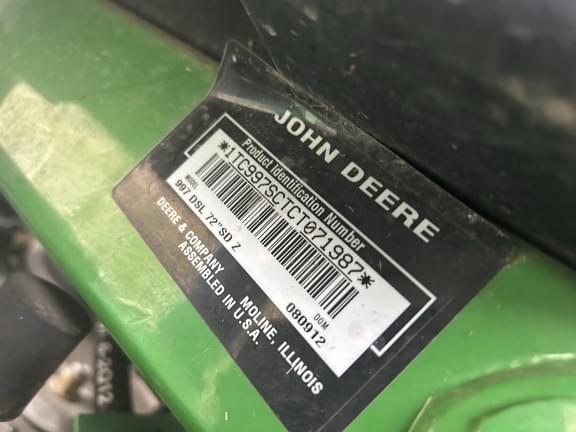 JOHN DEERE
Product Identification Number
*1TC997SCTCT071987*
MODEL
997 DSL 72"SD Z
DOM
080912
DEERE & COMPANY MOLINE, ILLINOIS
ASSEMBLED IN U.S.A.